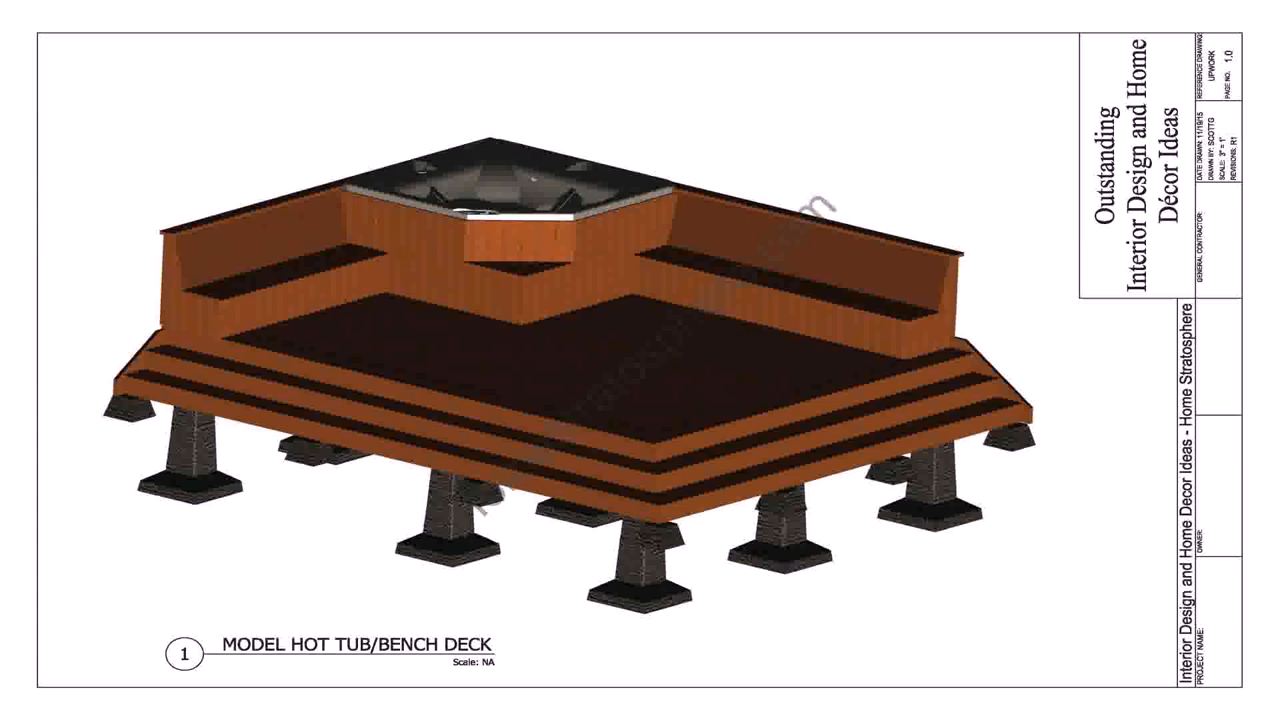 Outstanding
Interior Design and Home
Décor Ideas
REFERENCE DRAWING:
UPWORK
PAGE NO. 1.0
DATE DRAWN: 11/19/15
DRAWN BY: SCOTTG
SCALE: 3" = 1'
REVISIONS: R1
GENERAL CONTRACTOR:
OWNER:
PROJECT NAME:
Interior Design and Home Decor Ideas - Home Stratosphere
1
MODEL HOT TUB/BENCH DECK
Scale: NA